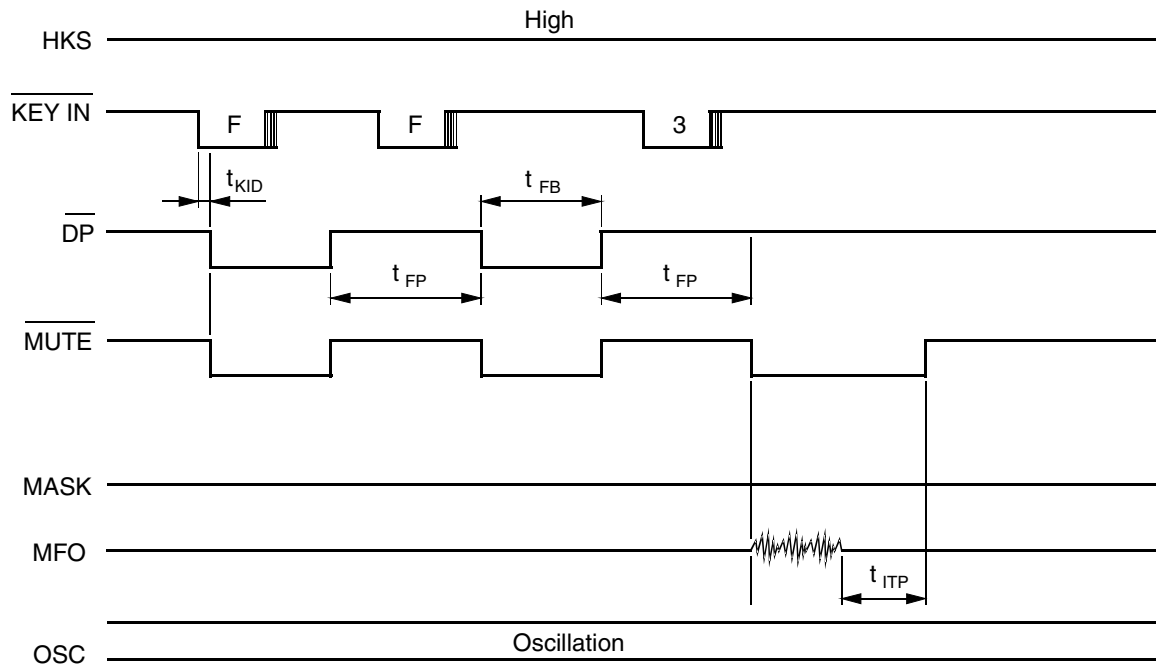 High
HKS
KEY IN
F F 3
tKID
t FB
DP
t FP t FP
MUTE
MASK
MFO
t ITP
Oscillation
OSC